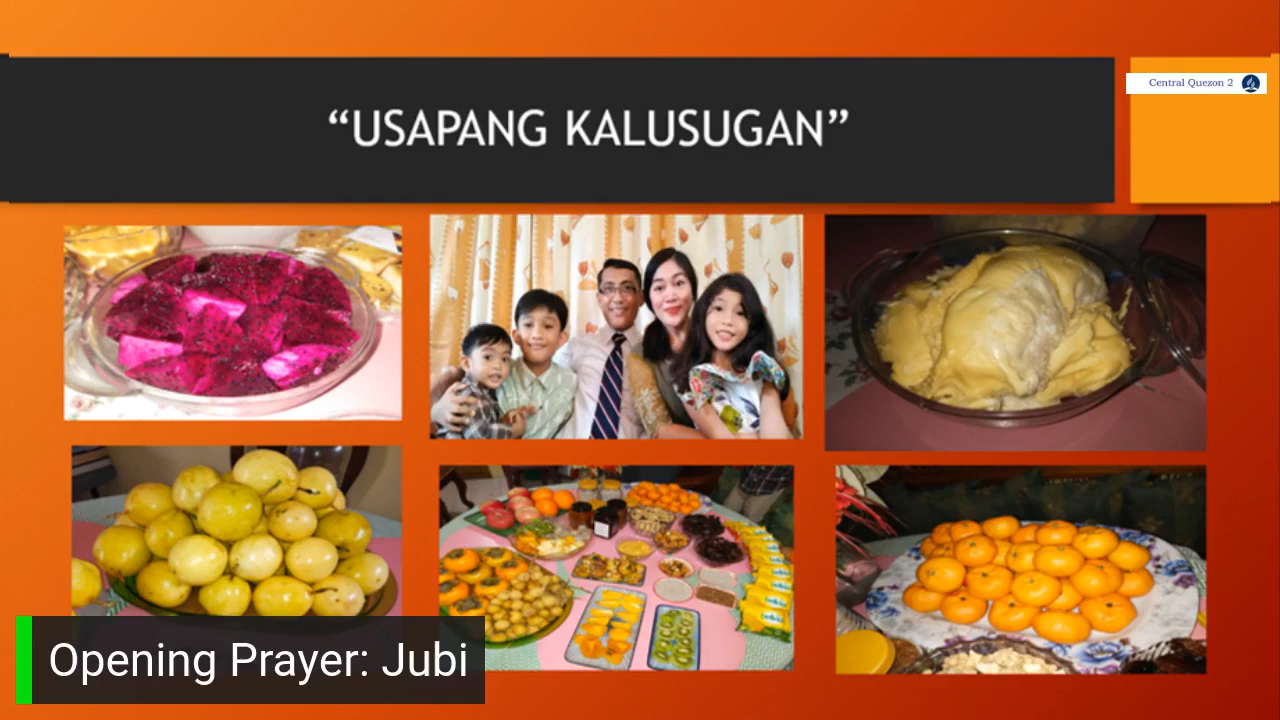 “USAPANG KALUSUGAN”
Central Quezon 2
Opening Prayer: Jubi